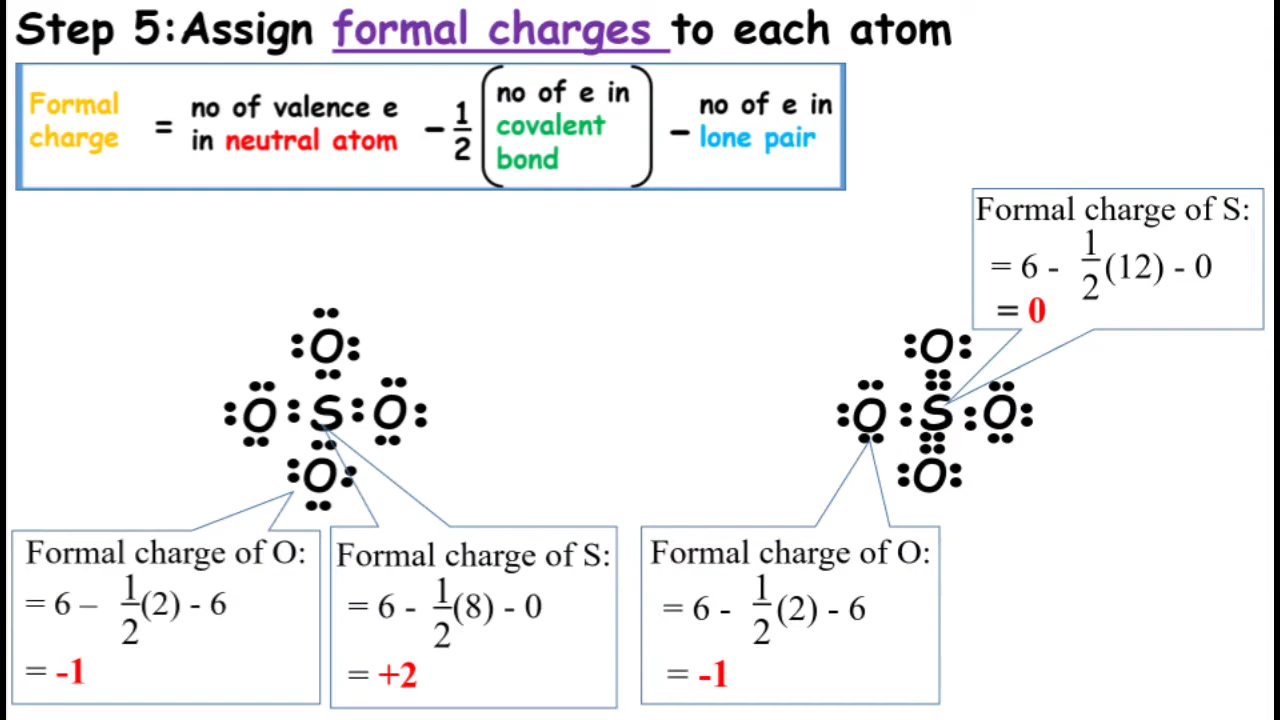 Step 5:Assign formal charges to each atom
Formal charge = no of valence e in neutral atom - 1/2 (no of e in covalent bond) - no of e in lone pair
Formal charge of S:
= 6 - 1/2 (12) - 0
= 0
O
O S O
O
O
O S O
O
Formal charge of O:
= 6 – 1/2 (2) - 6
= -1
Formal charge of S:
= 6 - 1/2 (8) - 0
= +2
Formal charge of O:
= 6 - 1/2 (2) - 6
= -1